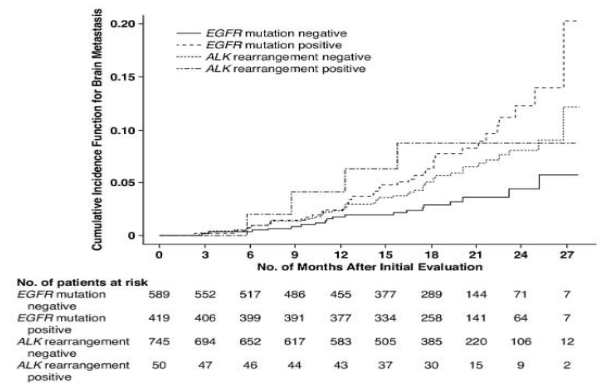 Cumulative Incidence Function for Brain Metastasis
0.20
0.15
0.10
0.05
0
EGFR mutation negative
EGFR mutation positive
ALK rearrangement negative
ALK rearrangement positive
0 3 6 9 12 15 18 21 24 27
No. of Months After Initial Evaluation
No. of patients at risk
EGFR mutation negative 589 552 517 486 455 377 289 144 71 7
EGFR mutation positive 419 406 399 391 377 334 258 141 64 7
ALK rearrangement negative 745 694 652 617 583 505 385 220 106 12
ALK rearrangement positive 50 47 46 44 43 37 30 15 9 2